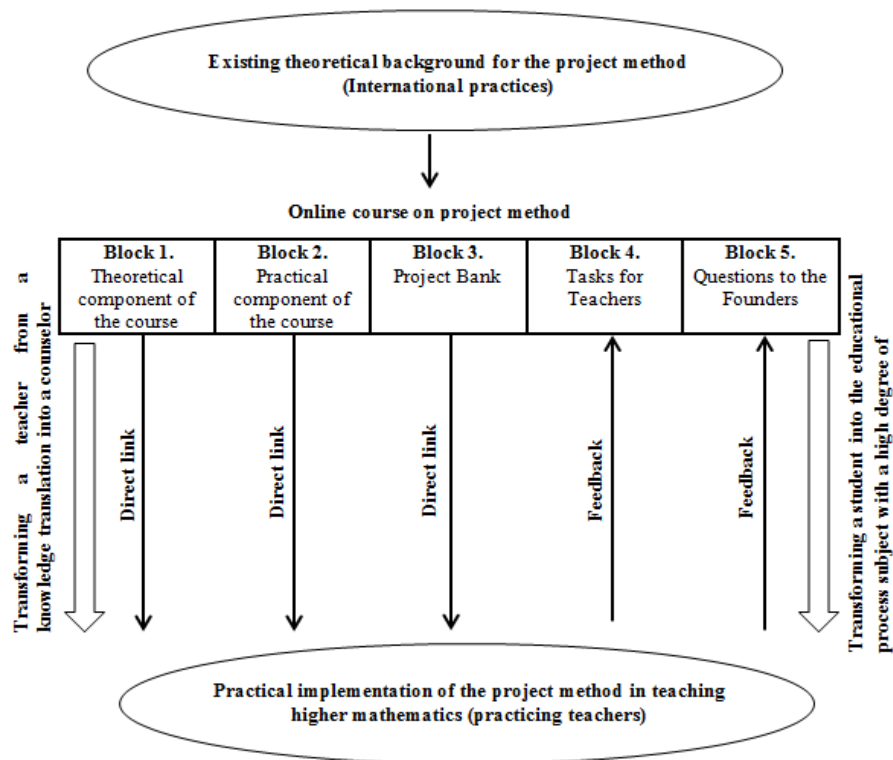 Existing theoretical background for the project method
(International practices)
Online course on project method
Block 1.
Theoretical
component of
the course
Block 2.
Practical
component of
the course
Block 3.
Project Bank
Block 4.
Tasks for
Teachers
Block 5.
Questions to the
Founders
Transforming a teacher from a
knowledge translation into a counselor
Direct link
Direct link
Direct link
Feedback
Feedback
Transforming a student into the educational
process subject with a high degree of
Practical implementation of the project method in teaching
higher mathematics (practicing teachers)